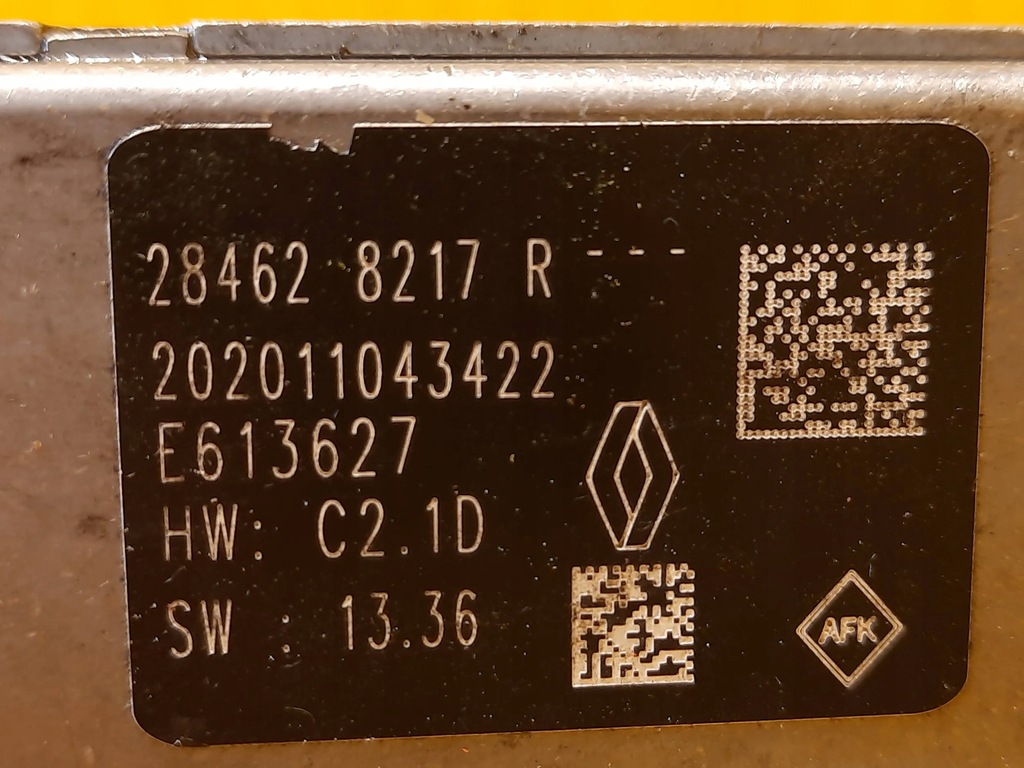 28462 8217 R ---
202011043422
E613627
HW: C2.1D
SW : 13.36
AFK